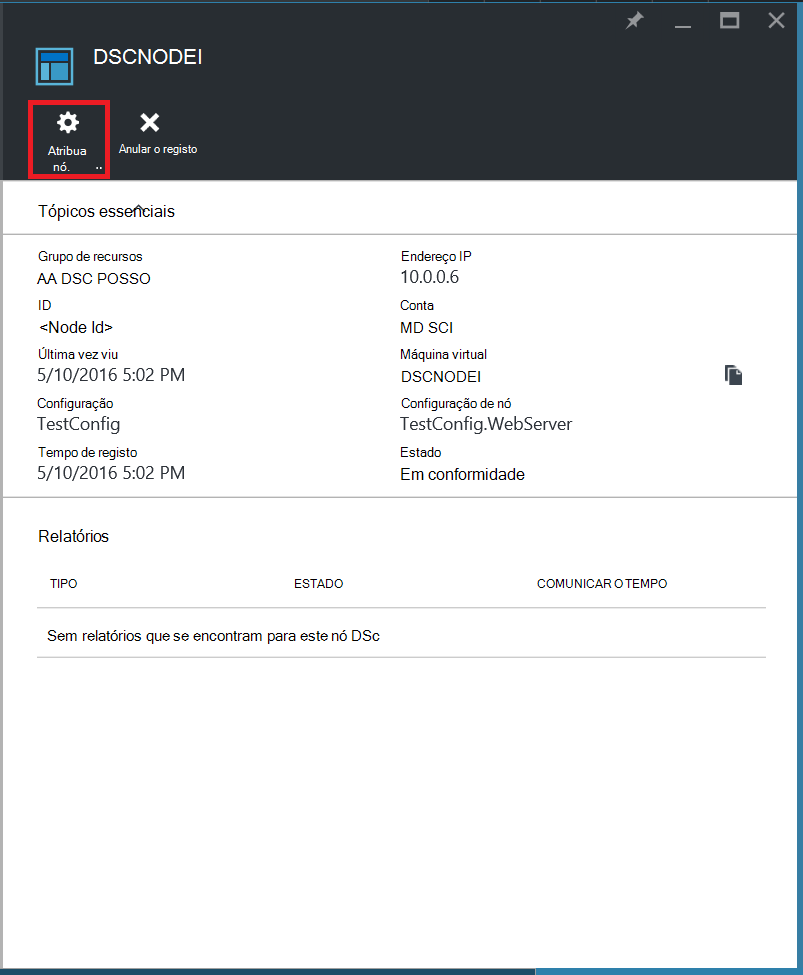 DSCNODEI
Atribua
nó. ..
Anular o registo
Tópicos essenciais
Grupo de recursos
AA DSC POSSO
Endereço IP
10.0.0.6
ID
<Node Id>
Conta
MD SCI
Última vez viu
5/10/2016 5:02 PM
Máquina virtual
DSCNODEI
Configuração
TestConfig
Configuração de nó
TestConfig.WebServer
Tempo de registo
5/10/2016 5:02 PM
Estado
Em conformidade
Relatórios
TIPO ESTADO COMUNICAR O TEMPO
Sem relatórios que se encontram para este nó DSc